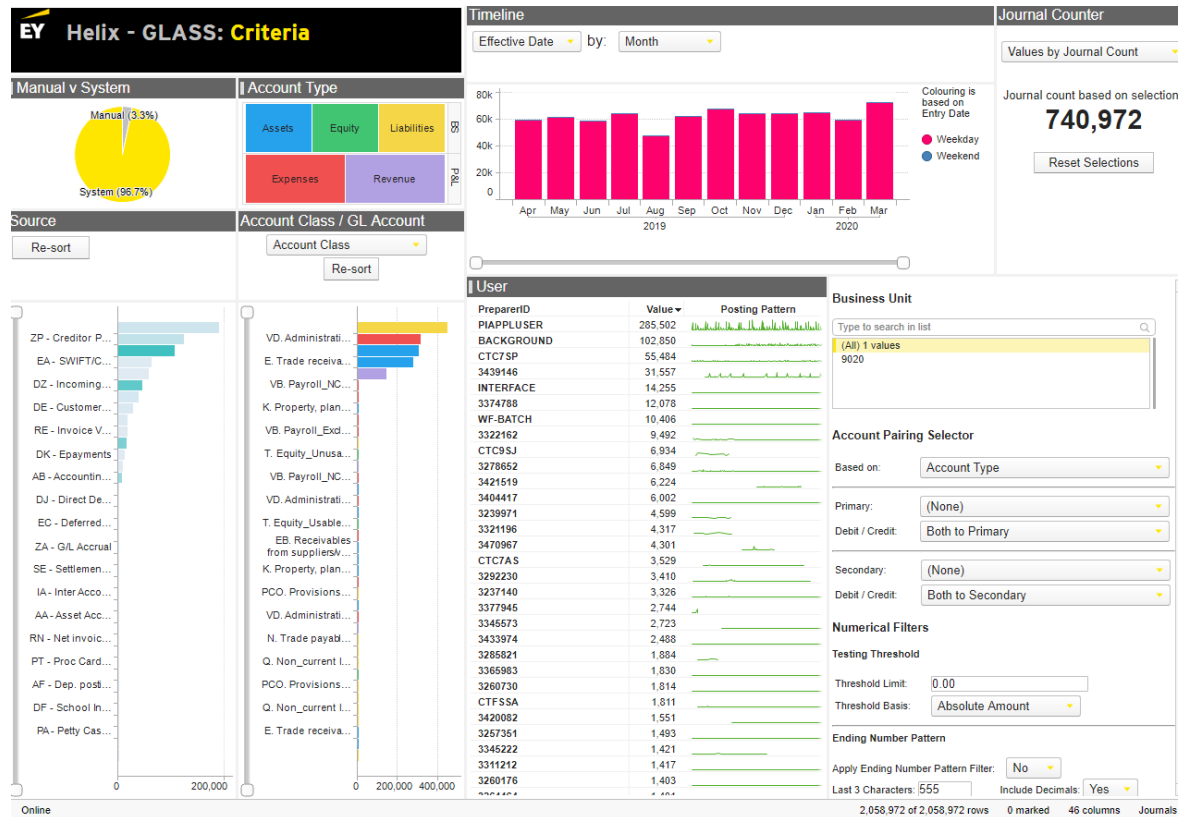 EY Helix - GLASS: Criteria
Manual v System
Manual (3.3%)
System (96.7%)
Account Type
Assets Equity Liabilities BS
Expenses Revenue P&L
Source
Re-sort
Account Class / GL Account
Account Class
Re-sort
Timeline
Effective Date by: Month
80k
60k
40k
20k
0
Apr May Jun Jul Aug Sep Oct Nov Dec Jan Feb Mar
2019 2020
Colouring is
based on
Entry Date
Weekday
Weekend
Journal Counter
Values by Journal Count
Journal count based on selection
740,972
Reset Selections
ZP - Creditor P...
EA - SWIFT/C...
DZ - Incoming...
DE - Customer...
RE - Invoice V...
DK - Epayments
AB - Accountin...
DJ - Direct De...
EC - Deferred...
ZA - G/L Accrual
SE - Settlemen...
IA - Inter Acco...
AA - Asset Acc...
RN - Net invoic...
PT - Proc Card...
AF - Dep. posti...
DF - School In...
PA - Petty Cas...
0 200,000
VD. Administrati...
E. Trade receiva...
VB. Payroll_NC...
K. Property, plan...
VB. Payroll_Excl...
T. Equity_Unusa...
VB. Payroll_NC...
VD. Administrati...
T. Equity_Usable...
EB. Receivables
from suppliers/v...
K. Property, plan...
PCO. Provisions...
VD. Administrati...
N. Trade payabl...
Q. Non_current l...
PCO. Provisions...
Q. Non_current l...
E. Trade receiva...
0 200,000 400,000
User
PreparerID Value Posting Pattern
PIAPPLUSER 285,502
BACKGROUND 102,850
CTC7SP 55,484
3439146 31,557
INTERFACE 14,255
3374788 12,078
WF-BATCH 10,406
3322162 9,492
CTC9SJ 6,934
3278652 6,849
3421519 6,224
3404417 6,002
3239971 4,599
3321196 4,317
3470967 4,301
CTC7AS 3,529
3292230 3,410
3237140 3,326
3377945 2,744
3345573 2,723
3433974 2,488
3285821 1,884
3365983 1,830
3260730 1,814
CTFSSA 1,811
3420082 1,551
3257351 1,493
3345222 1,421
3311212 1,417
3260176 1,403
Business Unit
Type to search in list
(All) 1 values
9020
Account Pairing Selector
Based on: Account Type
Primary: (None)
Debit / Credit: Both to Primary
Secondary: (None)
Debit / Credit: Both to Secondary
Numerical Filters
Testing Threshold
Threshold Limit: 0.00
Threshold Basis: Absolute Amount
Ending Number Pattern
Apply Ending Number Pattern Filter: No
Last 3 Characters: 555 Include Decimals: Yes
Online 2,058,972 of 2,058,972 rows 0 marked 46 columns Journals